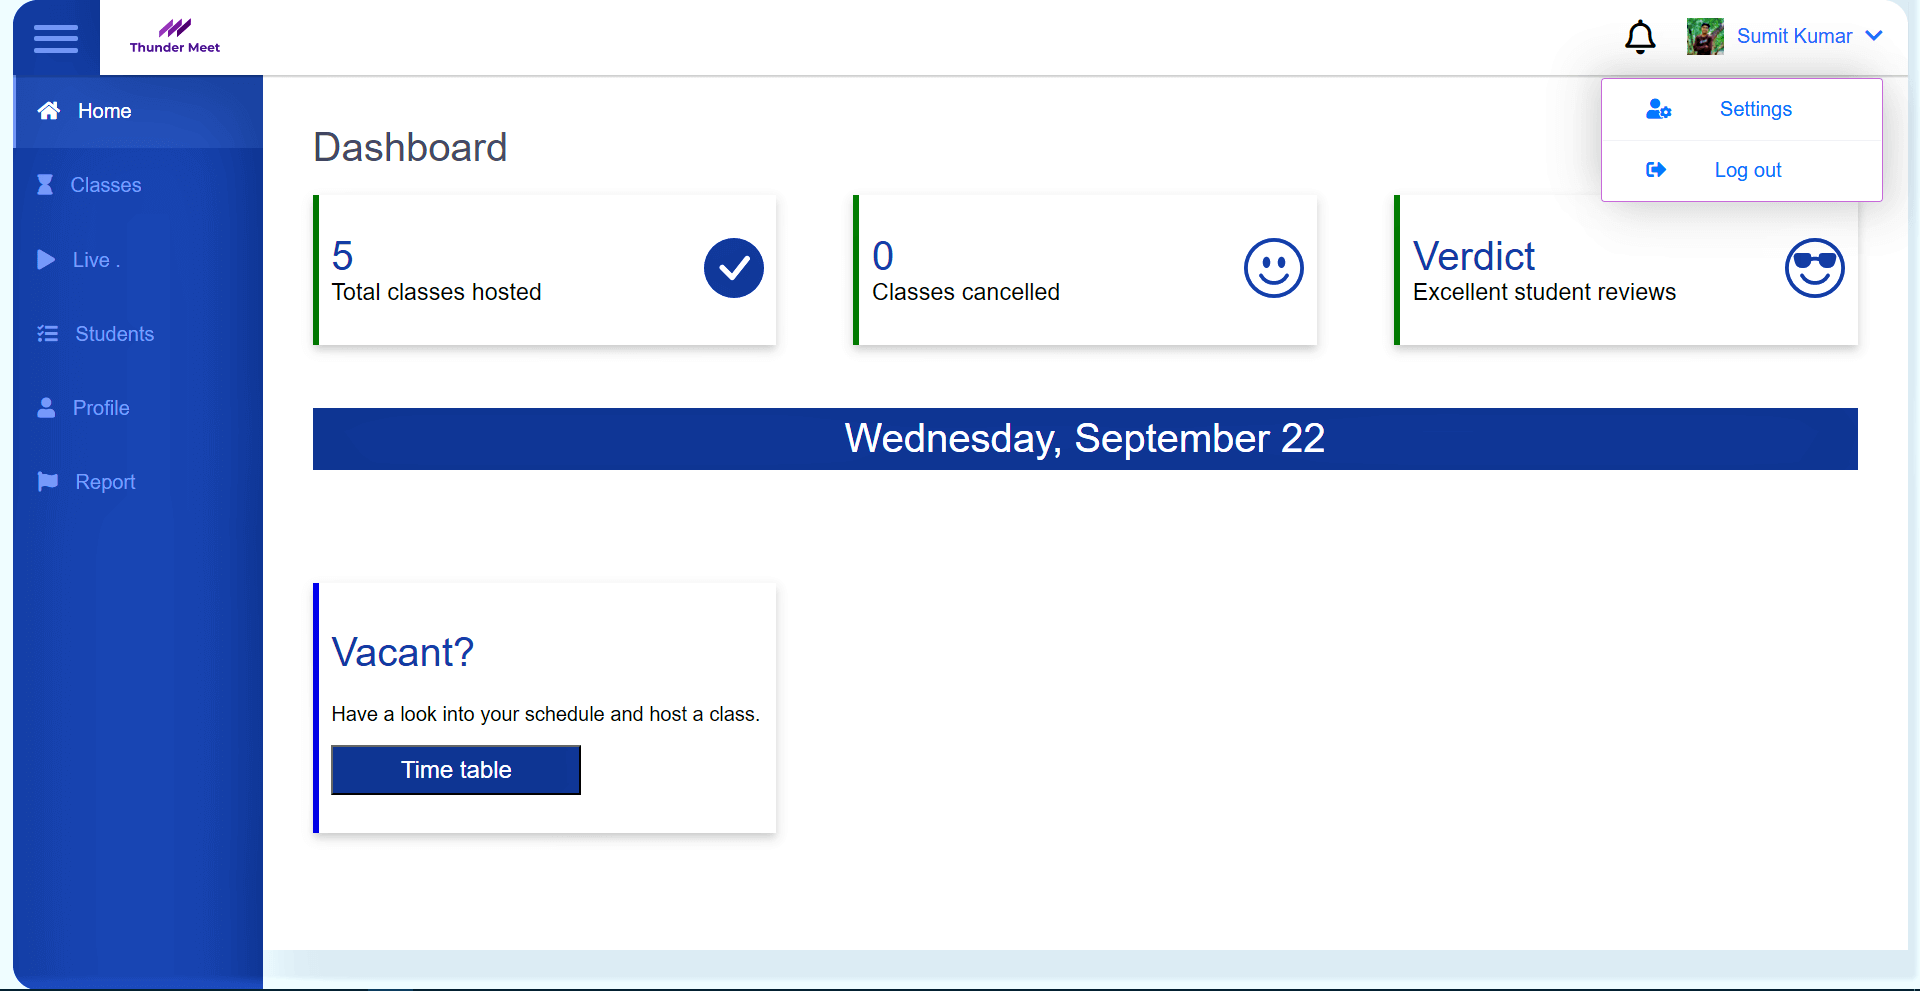 Thunder Meet
Sumit Kumar
Settings
Log out
Home
Classes
Live .
Students
Profile
Report
Dashboard
5
Total classes hosted
0
Classes cancelled
Verdict
Excellent student reviews
Wednesday, September 22
Vacant?
Have a look into your schedule and host a class.
Time table